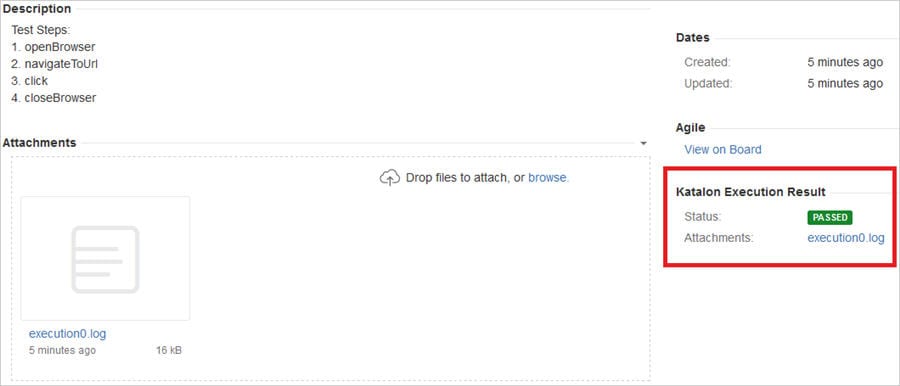 Description
Test Steps:
1. openBrowser
2. navigateToUrl
3. click
4. closeBrowser
Attachments
Drop files to attach, or browse.
execution0.log
5 minutes ago 16 kB
Dates
Created: 5 minutes ago
Updated: 5 minutes ago
Agile
View on Board
Katalon Execution Result
Status: PASSED
Attachments: execution0.log